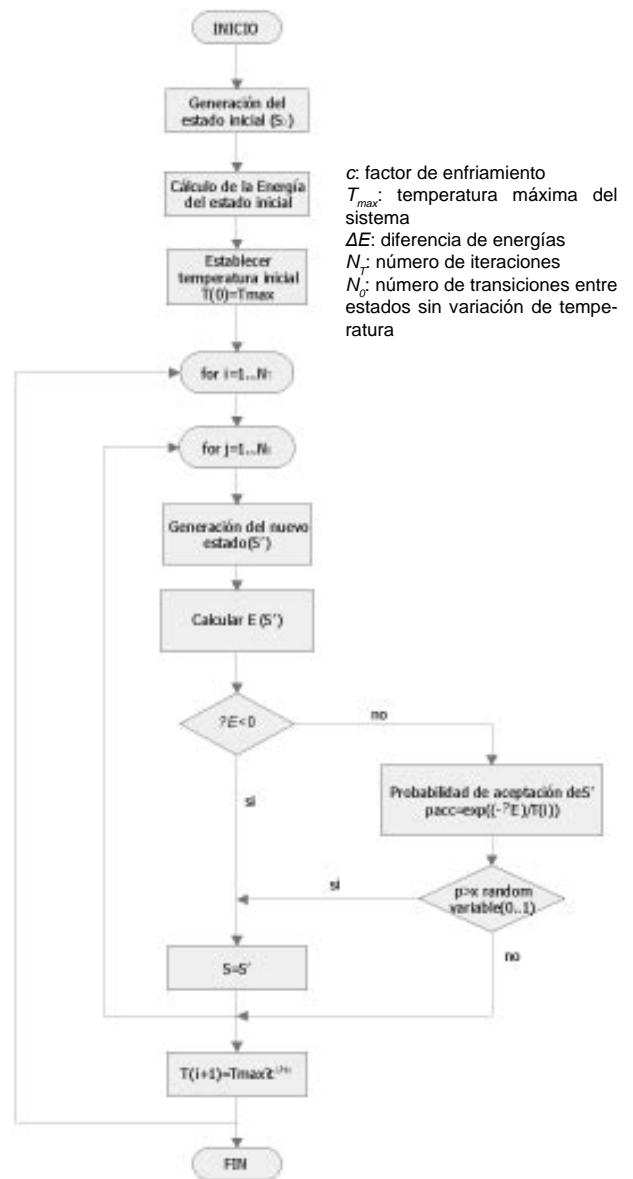 INICIO
Generación del
estado inicial (S₀)
Cálculo de la Energía
del estado inicial
Establecer
temperatura inicial
T(0)=Tmax
c: factor de enfriamiento
Tmax: temperatura máxima del
sistema
ΔE: diferencia de energías
NT: número de iteraciones
N0: número de transiciones entre
estados sin variación de tempe-
ratura
for i=1...N
for j=1...N
Generación del nuevo
estado(S´)
Calcular E (S´)
?E<0
no
si
Probabilidad de aceptación deS´
pacc=exp((-?E)/T(i))
si
p>x random
variable(0..1)
no
S=S´
FIN